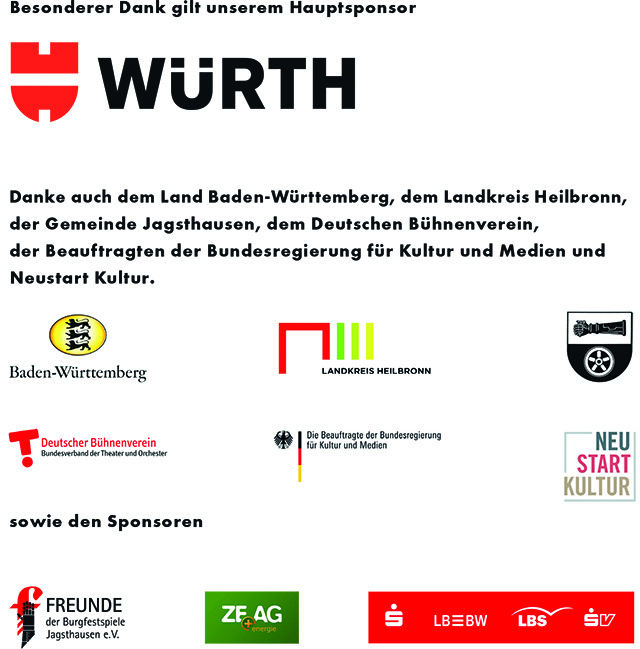 Besonderer Dank gilt unserem Hauptsponsor
WÜRTH
Danke auch dem Land Baden-Württemberg, dem Landkreis Heilbronn,
der Gemeinde Jagsthausen, dem Deutschen Bühnenverein,
der Beauftragten der Bundesregierung für Kultur und Medien und
Neustart Kultur.
Baden-Württemberg
LANDKREIS HEILBRONN
Deutscher Bühnenverein
Bundesverband der Theater und Orchester
Die Beauftragte der Bundesregierung
für Kultur und Medien
NEU
START
KULTUR
sowie den Sponsoren
FREUNDE
der Burgfestspiele
Jagsthausen e.V.
ZEAG
energie
LB≡BW
LBS
SV